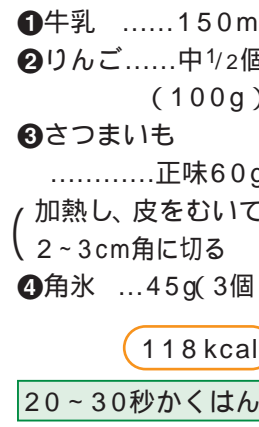 ❶牛乳 ……150m
❷りんご……中1/2個
(100g)
❸さつまいも
…………正味60g
(加熱し、皮をむいて
2~3cm角に切る
❹角氷 …45g(3個
118kcal
20~30秒かくはん